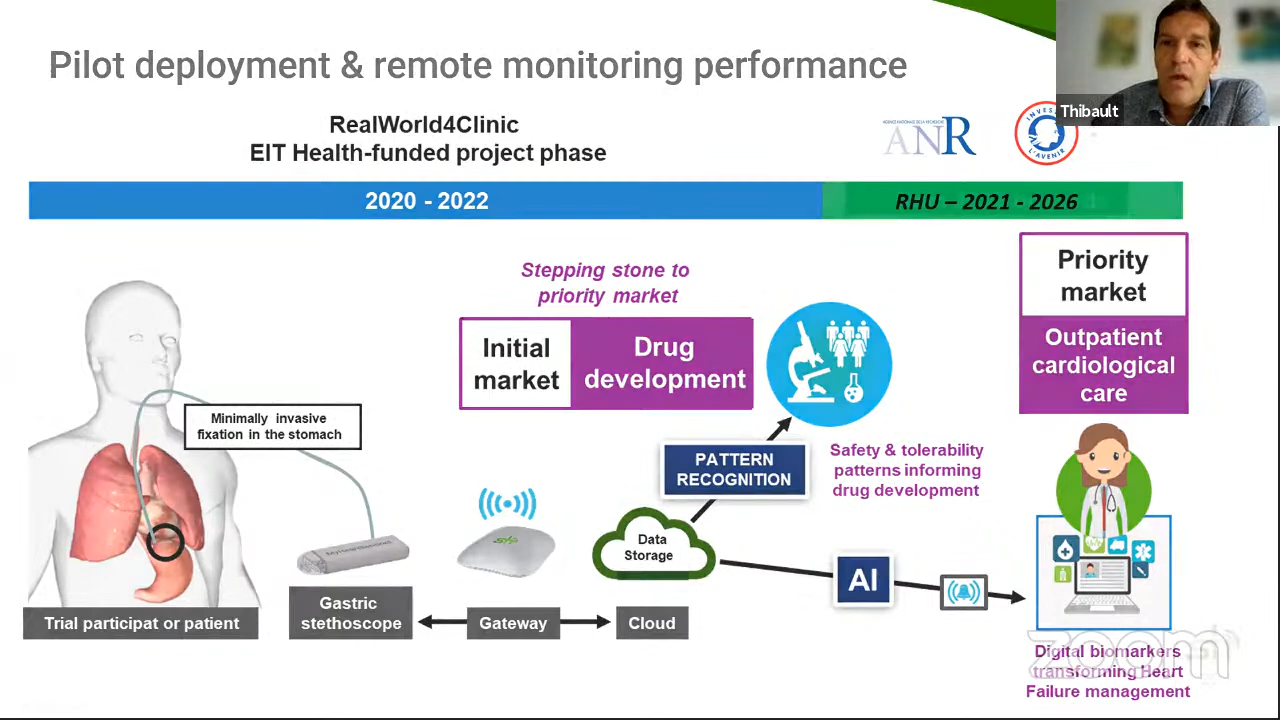 Pilot deployment & remote monitoring performance
Thibault
RealWorld4Clinic
EIT Health-funded project phase
ANR
INVESTIR
L'AVENIR
2020 - 2022
RHU – 2021 - 2026
Stepping stone to
priority market
Initial
market
Drug
development
Priority
market
Outpatient
cardiological
care
Minimally invasive
fixation in the stomach
PATTERN
RECOGNITION
Safety & tolerability
patterns informing
drug development
Data
Storage
AI
Trial participat or patient
Gastric
stethoscope
Gateway
Cloud
zoom
Digital biomarkers
transforming Heart
Failure management